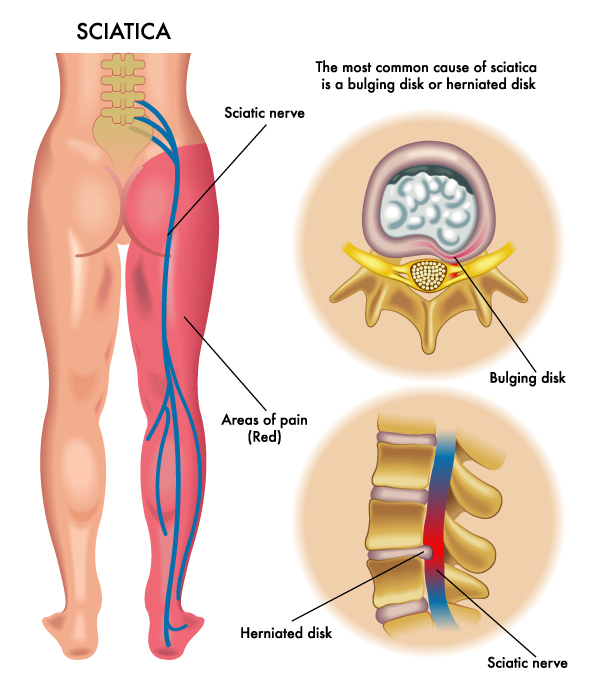 SCIATICA
The most common cause of sciatica
is a bulging disk or herniated disk
Sciatic nerve
Bulging disk
Areas of pain
(Red)
Herniated disk
Sciatic nerve